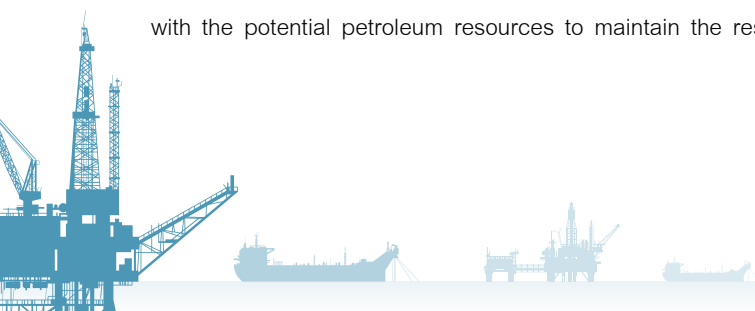 with the potential petroleum resources to maintain the